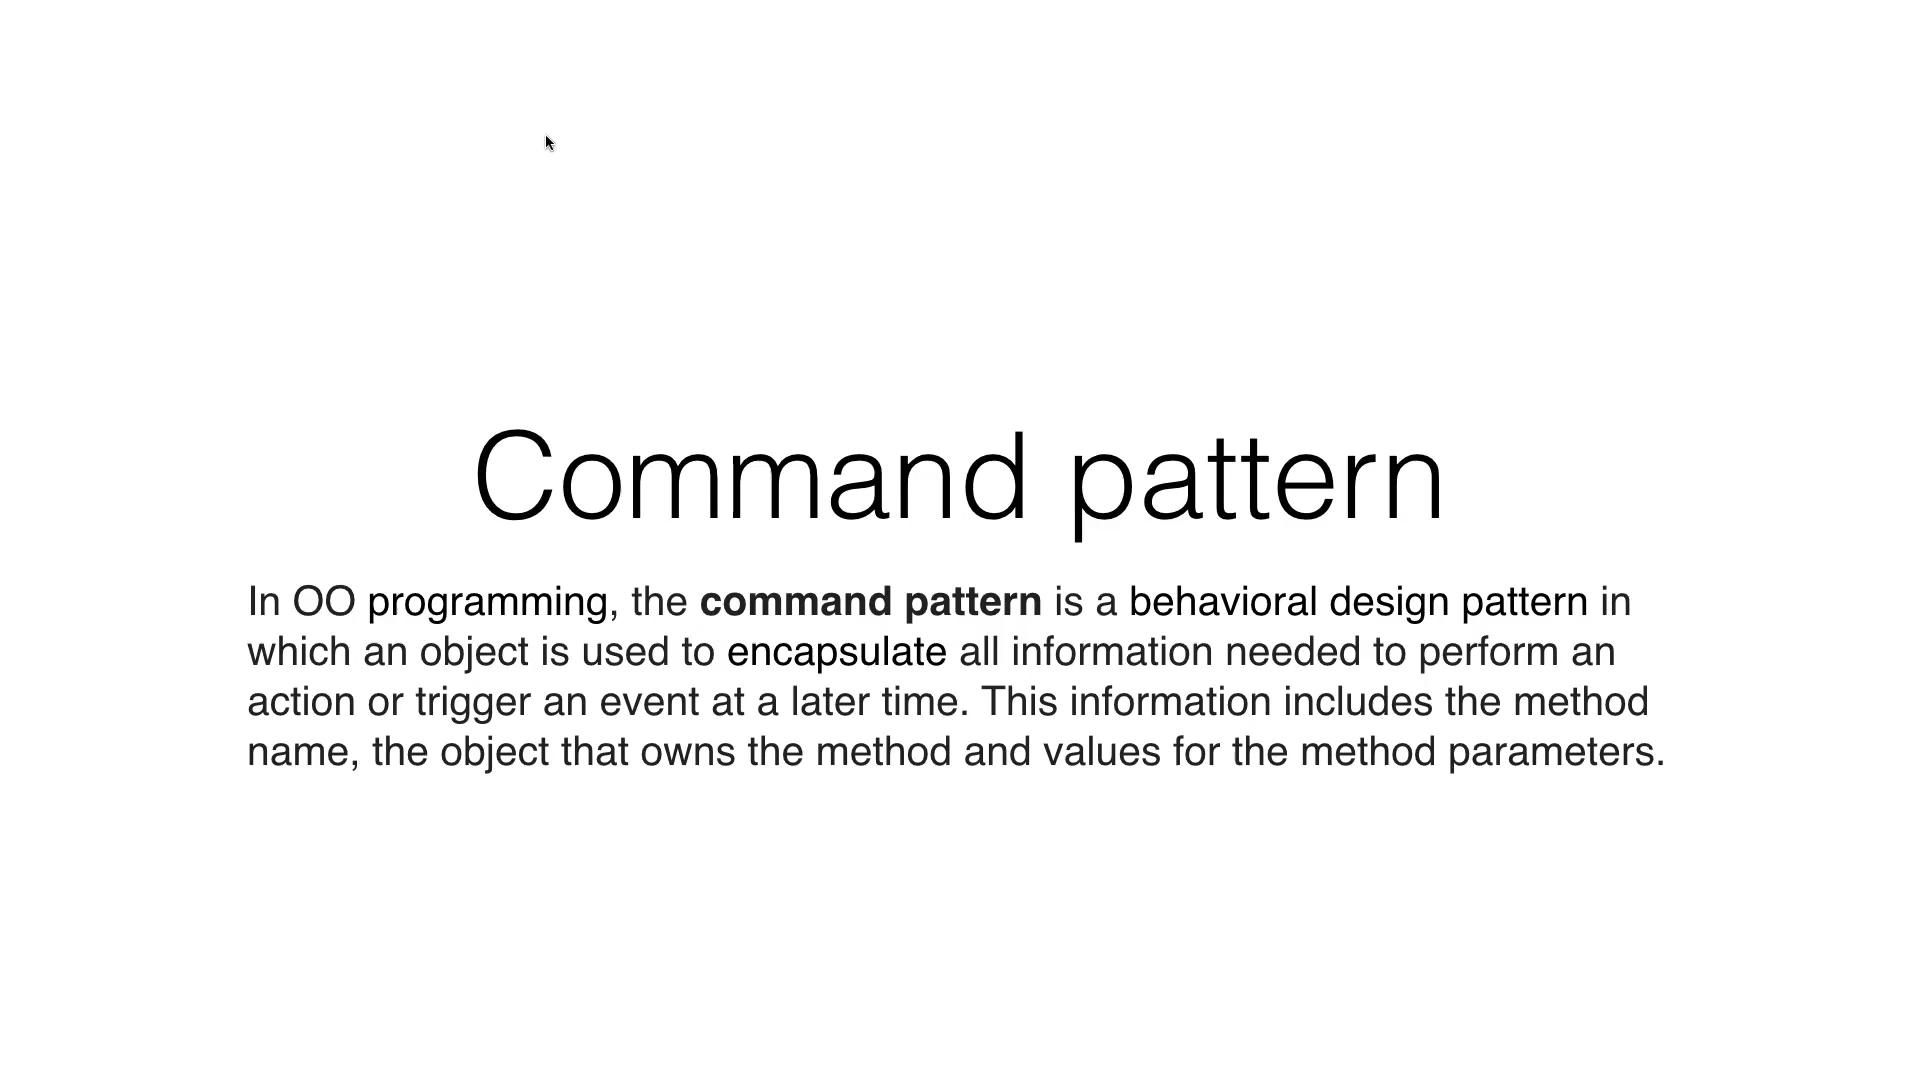 Command pattern
In OO programming, the command pattern is a behavioral design pattern in
which an object is used to encapsulate all information needed to perform an
action or trigger an event at a later time. This information includes the method
name, the object that owns the method and values for the method parameters.